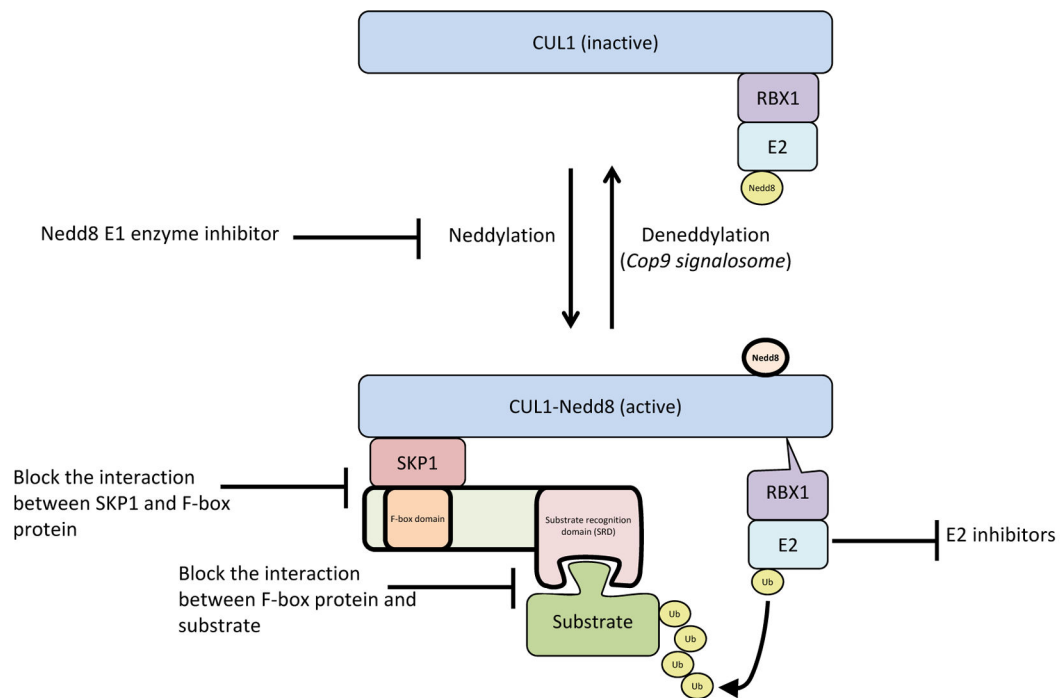 CUL1 (inactive)
RBX1
E2
Nedd8
Nedd8 E1 enzyme inhibitor
Neddylation
Deneddylation
(Cop9 signalosome)
Nedd8
CUL1-Nedd8 (active)
SKP1
Block the interaction
between SKP1 and F-box
protein
F-box domain
Substrate recognition
domain (SRD)
RBX1
E2
E2 inhibitors
Ub
Block the interaction
between F-box protein and
substrate
Substrate
Ub
Ub
Ub
Ub